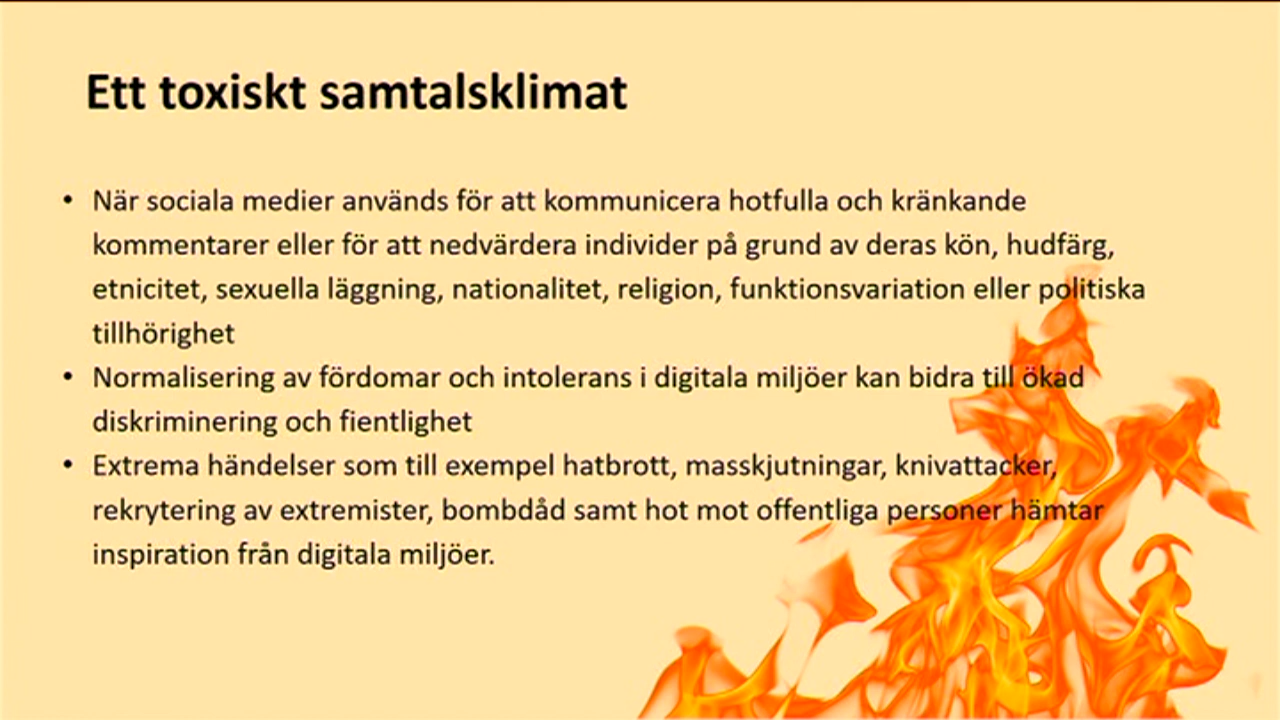 Ett toxiskt samtalsklimat
• När sociala medier används för att kommunicera hotfulla och kränkande
kommentarer eller för att nedvärdera individer på grund av deras kön, hudfärg,
etnicitet, sexuella läggning, nationalitet, religion, funktionsvariation eller politiska
tillhörighet
• Normalisering av fördomar och intolerans i digitala miljöer kan bidra till ökad
diskriminering och fientlighet
• Extrema händelser som till exempel hatbrott, masskjutningar, knivattacker,
rekrytering av extremister, bombdåd samt hot mot offentliga personer hämtar
inspiration från digitala miljöer.